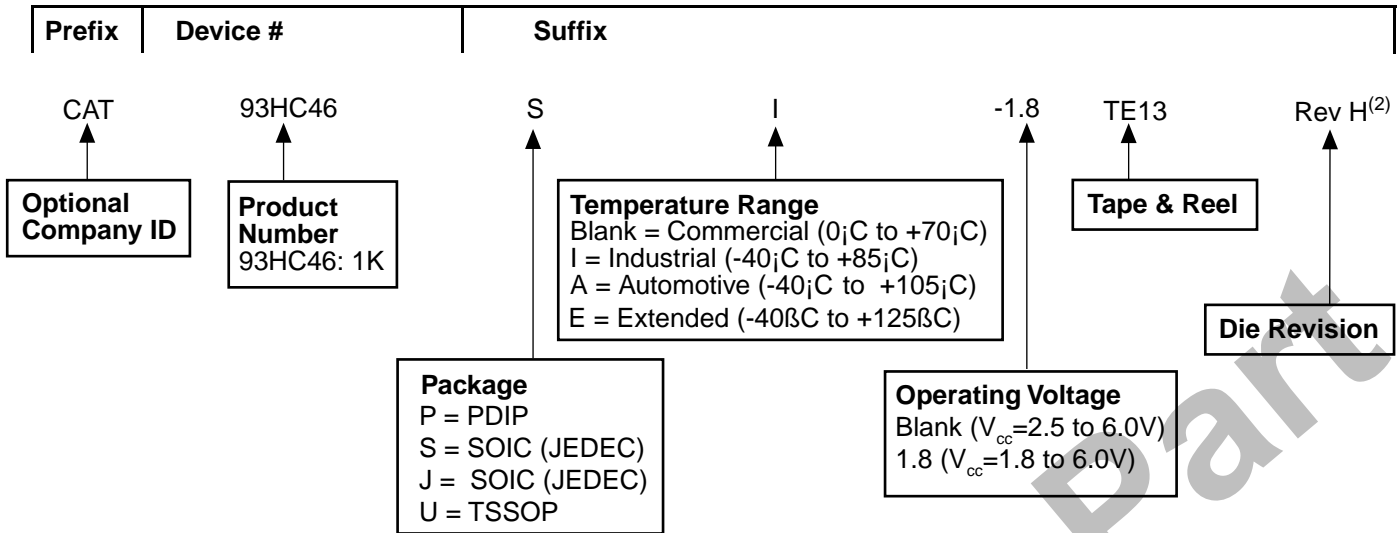 Prefix Device # Suffix
CAT 93HC46 S I -1.8 TE13 Rev H(2)
Optional
Company ID
Product
Number
93HC46: 1K
Temperature Range
Blank = Commercial (0¡C to +70¡C)
I = Industrial (-40¡C to +85¡C)
A = Automotive (-40¡C to +105¡C)
E = Extended (-40ßC to +125ßC)
Tape & Reel
Die Revision
Package
P = PDIP
S = SOIC (JEDEC)
J = SOIC (JEDEC)
U = TSSOP
Operating Voltage
Blank (Vcc=2.5 to 6.0V)
1.8 (Vcc=1.8 to 6.0V)
Part